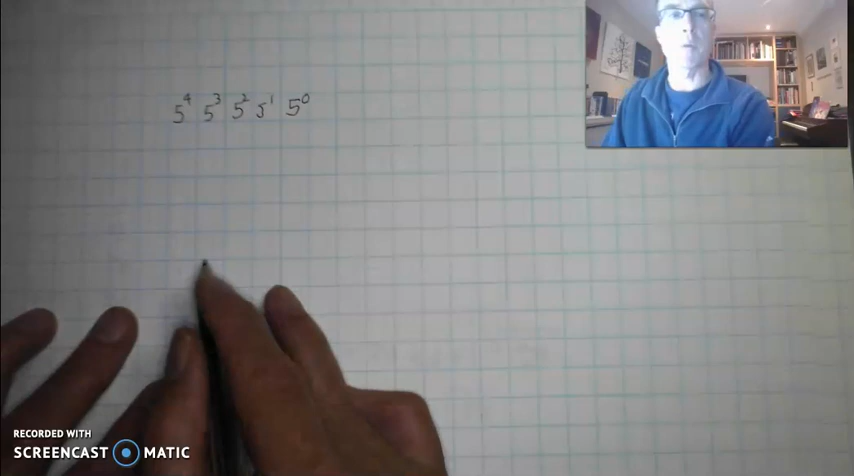 5⁴ 5³ 5² 5¹ 5⁰
RECORDED WITH
SCREENCAST MATIC